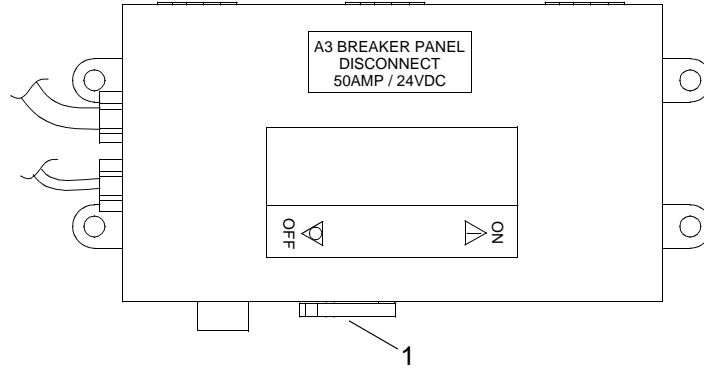 A3 BREAKER PANEL
DISCONNECT
50AMP / 24VDC
OFF
ON
1